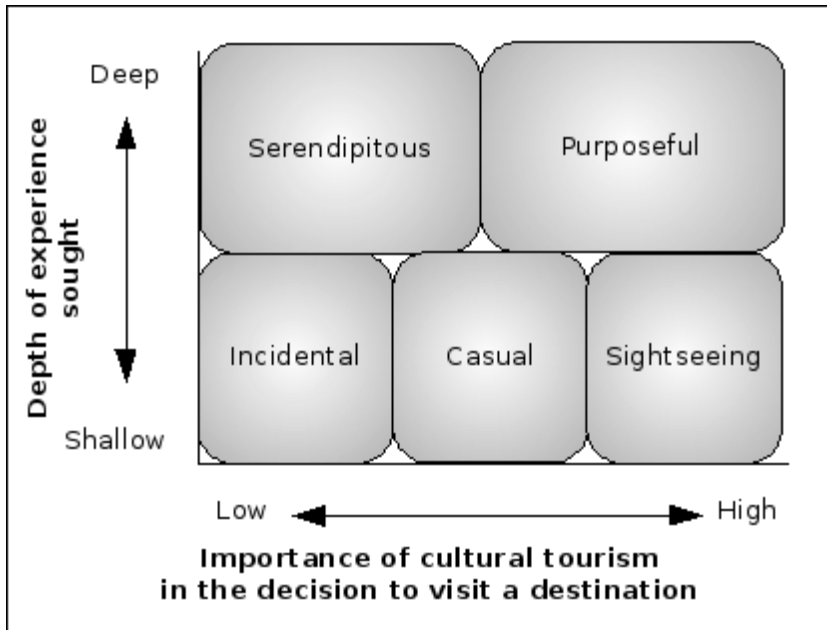 Deep
Serendipitous
Purposeful
Depth of experience
sought
Incidental
Casual
Sightseeing
Shallow
Low
High
Importance of cultural tourism
in the decision to visit a destination